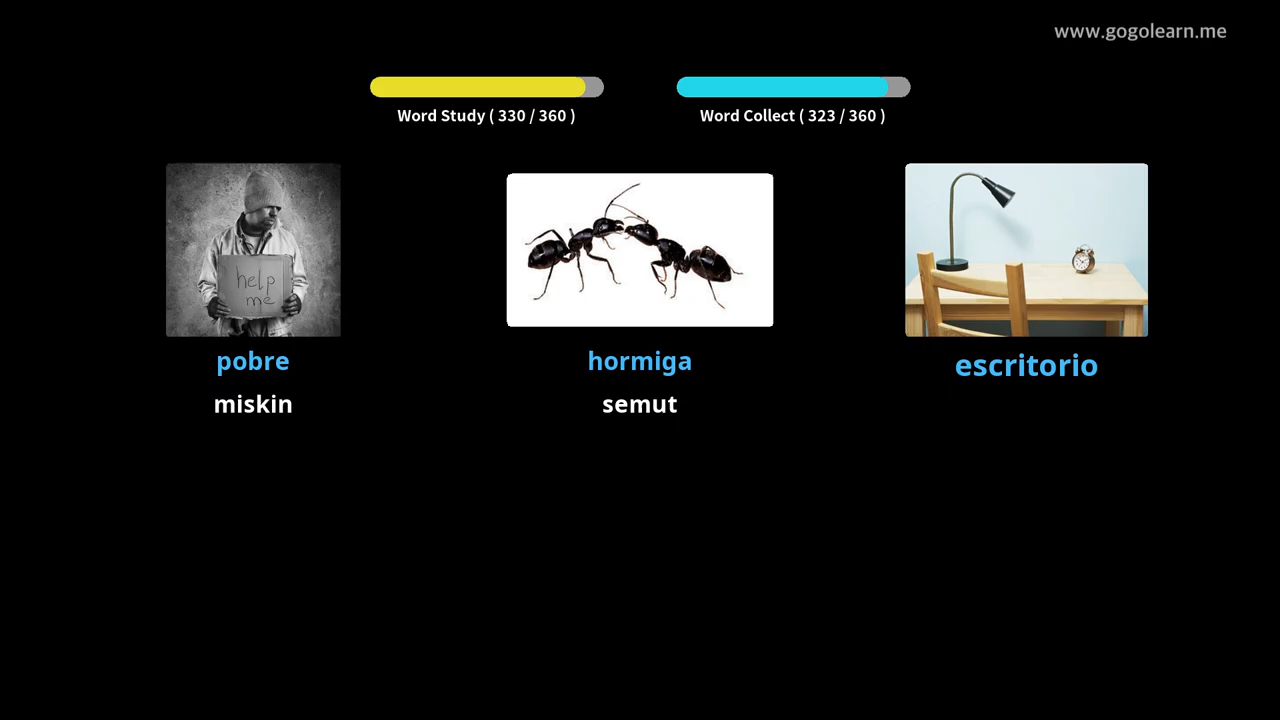 www.gogolearn.me
Word Study ( 330 / 360 )
Word Collect ( 323 / 360 )
help
me
pobre
hormiga
escritorio
miskin
semut